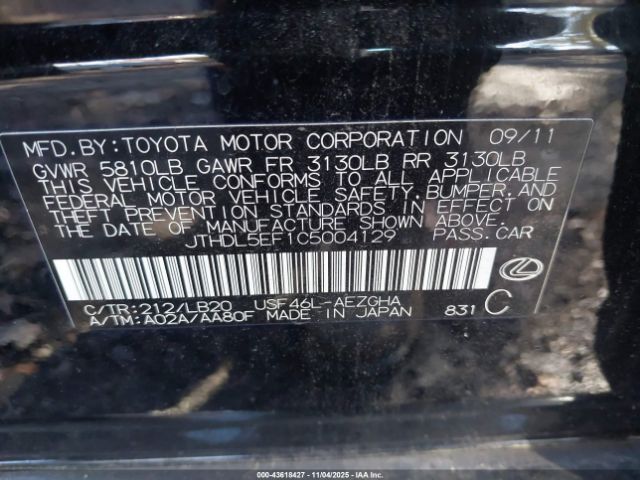 MFD.BY:TOYOTA MOTOR CORPORATION 09/11
GVWR 5810LB GAWR FR 3130LB RR 3130LB
THIS VEHICLE CONFORMS TO ALL APPLICABLE
FEDERAL MOTOR VEHICLE SAFETY, BUMPER, AND
THEFT PREVENTION STANDARDS IN EFFECT ON
THE DATE OF MANUFACTURE SHOWN ABOVE.
JTHDL5EF1C5004129 PASS.CAR
C/TR:212/LB20 USF46L-AEZGHA
A/TM:A02A/AA80F MADE IN JAPAN 831 C
000-43618427 - 11/04/2025 - IAAI.COM